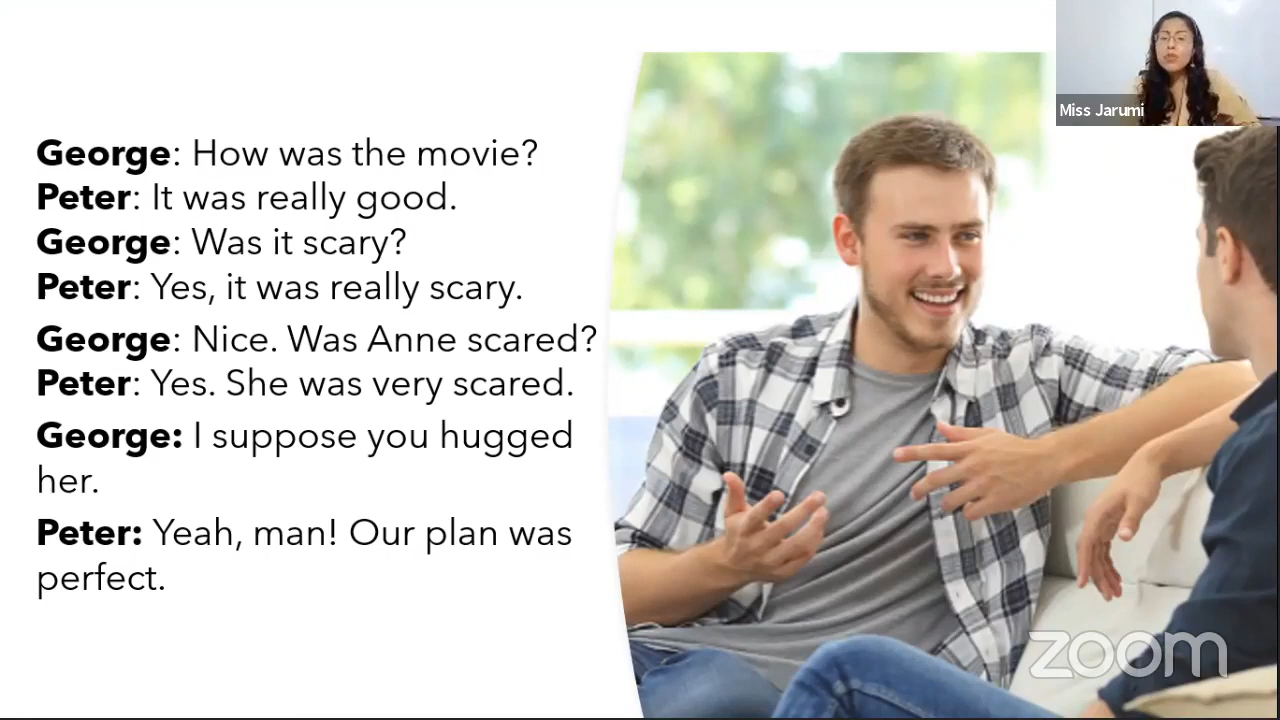 George: How was the movie?
Peter: It was really good.
George: Was it scary?
Peter: Yes, it was really scary.
George: Nice. Was Anne scared?
Peter: Yes. She was very scared.
George: I suppose you hugged
her.
Peter: Yeah, man! Our plan was
perfect.
Miss Jarumi
zoom